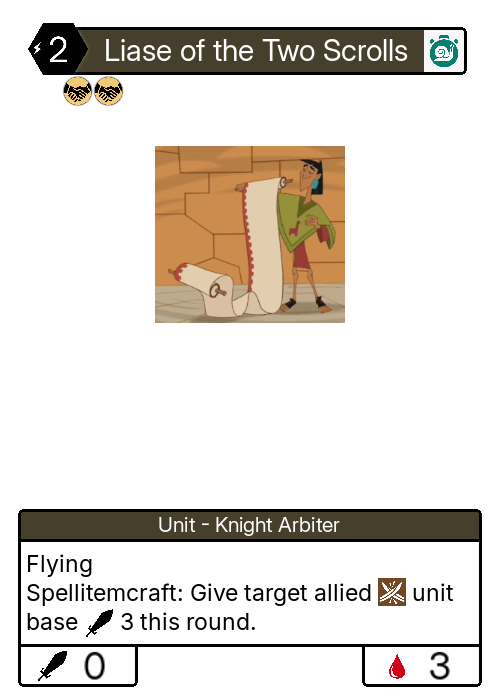 2
Liase of the Two Scrolls
Unit - Knight Arbiter
Flying
Spellitemcraft: Give target allied unit
base 3 this round.
0
3